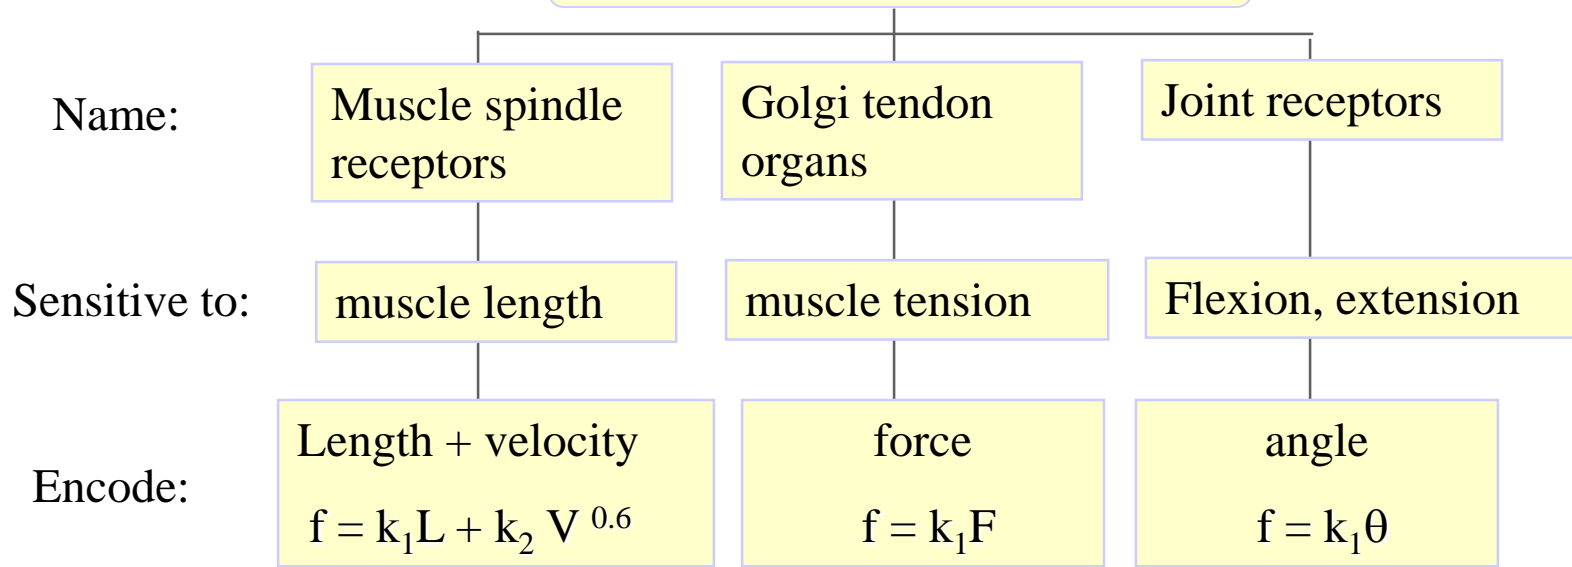 Name:
Muscle spindle
receptors
Golgi tendon
organs
Joint receptors
Sensitive to:
muscle length
muscle tension
Flexion, extension
Encode:
Length + velocity
f = k₁L + k₂ V ⁰·⁶
force
f = k₁F
angle
f = k₁θ